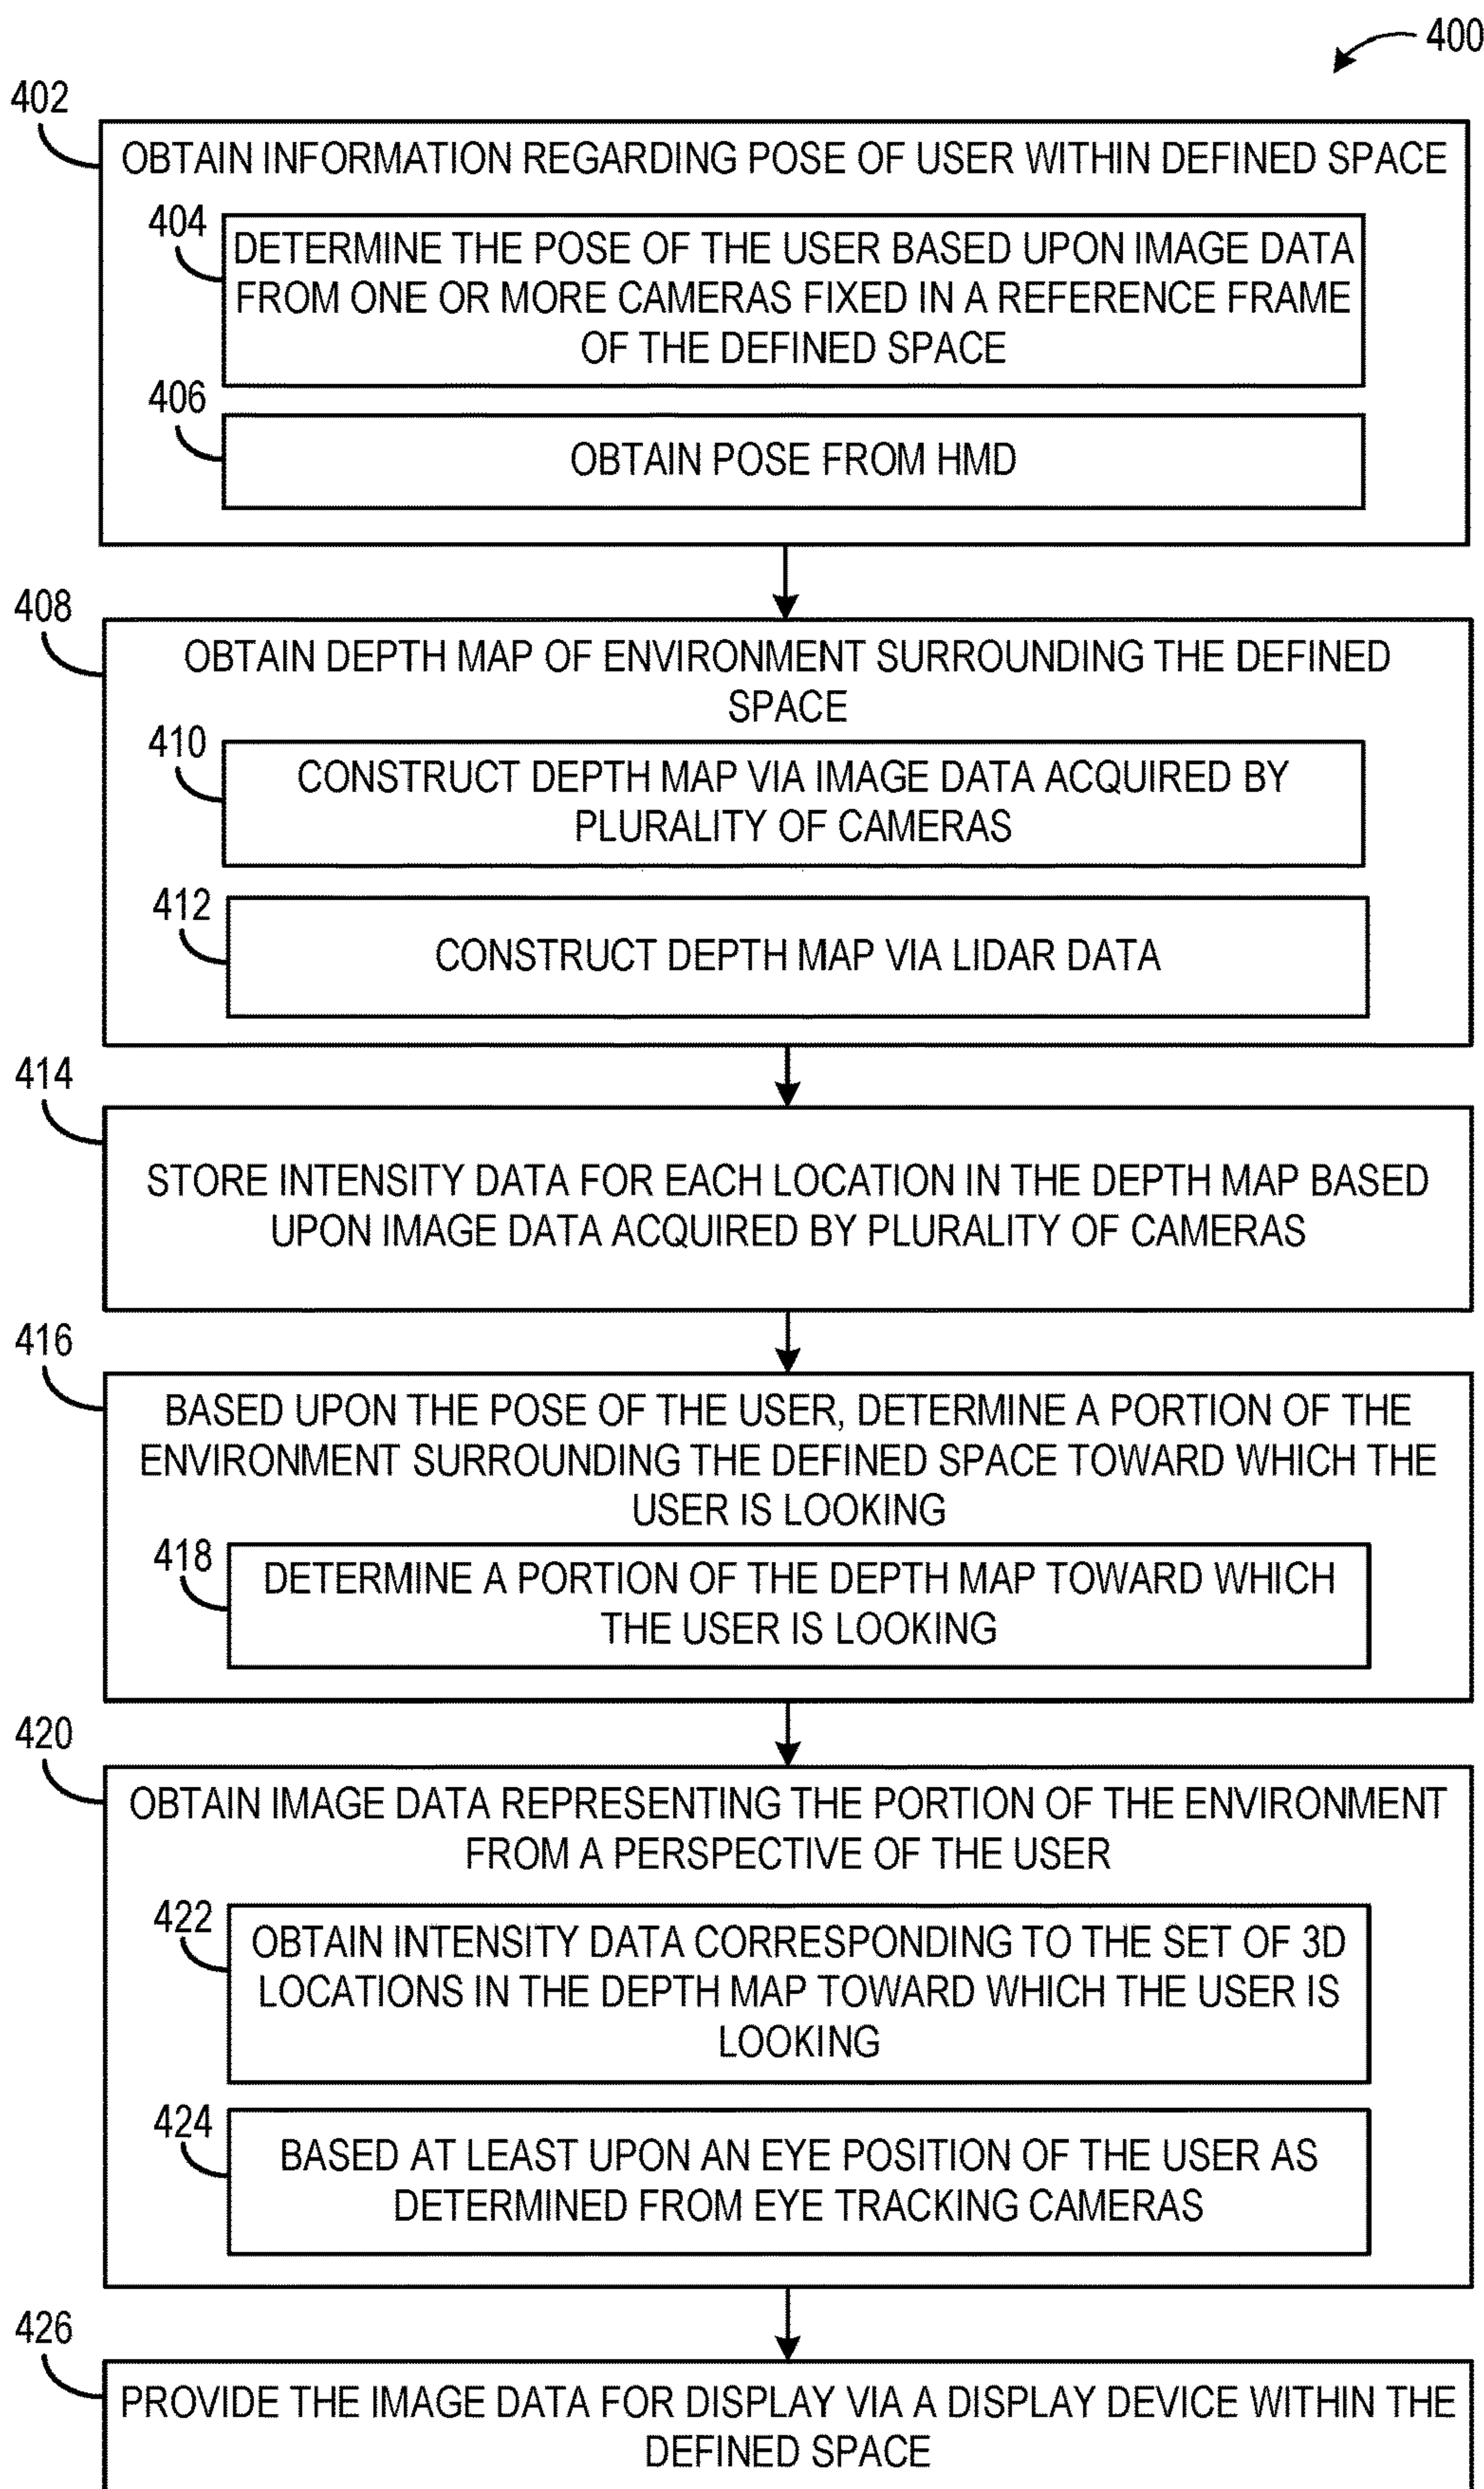 400
402
OBTAIN INFORMATION REGARDING POSE OF USER WITHIN DEFINED SPACE
404
DETERMINE THE POSE OF THE USER BASED UPON IMAGE DATA
FROM ONE OR MORE CAMERAS FIXED IN A REFERENCE FRAME
OF THE DEFINED SPACE
406
OBTAIN POSE FROM HMD
408
OBTAIN DEPTH MAP OF ENVIRONMENT SURROUNDING THE DEFINED
SPACE
410
CONSTRUCT DEPTH MAP VIA IMAGE DATA ACQUIRED BY
PLURALITY OF CAMERAS
412
CONSTRUCT DEPTH MAP VIA LIDAR DATA
414
STORE INTENSITY DATA FOR EACH LOCATION IN THE DEPTH MAP BASED
UPON IMAGE DATA ACQUIRED BY PLURALITY OF CAMERAS
416
BASED UPON THE POSE OF THE USER, DETERMINE A PORTION OF THE
ENVIRONMENT SURROUNDING THE DEFINED SPACE TOWARD WHICH THE
USER IS LOOKING
418
DETERMINE A PORTION OF THE DEPTH MAP TOWARD WHICH
THE USER IS LOOKING
420
OBTAIN IMAGE DATA REPRESENTING THE PORTION OF THE ENVIRONMENT
FROM A PERSPECTIVE OF THE USER
422
OBTAIN INTENSITY DATA CORRESPONDING TO THE SET OF 3D
LOCATIONS IN THE DEPTH MAP TOWARD WHICH THE USER IS
LOOKING
424
BASED AT LEAST UPON AN EYE POSITION OF THE USER AS
DETERMINED FROM EYE TRACKING CAMERAS
426
PROVIDE THE IMAGE DATA FOR DISPLAY VIA A DISPLAY DEVICE WITHIN THE
DEFINED SPACE